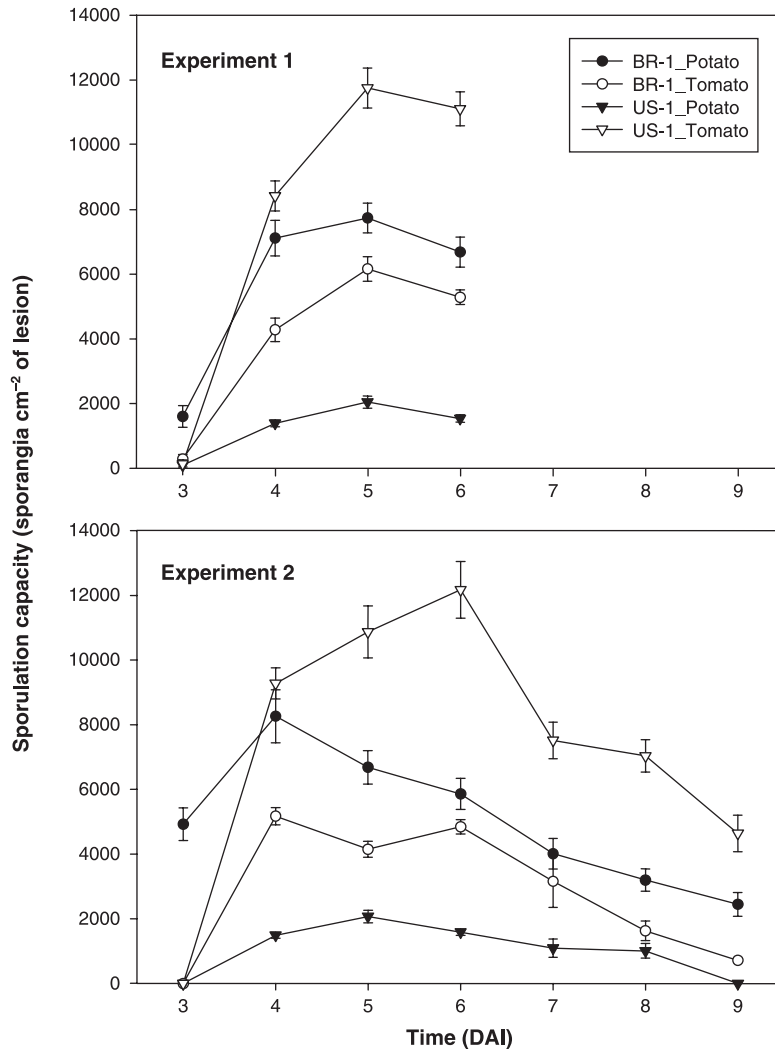 Sporulation capacity (sporangia cm⁻² of lesion)
14000
12000
10000
8000
6000
4000
2000
0
Experiment 1
BR-1_Potato
BR-1_Tomato
US-1_Potato
US-1_Tomato
3 4 5 6 7 8 9
14000
12000
10000
8000
6000
4000
2000
0
Experiment 2
3 4 5 6 7 8 9
Time (DAI)